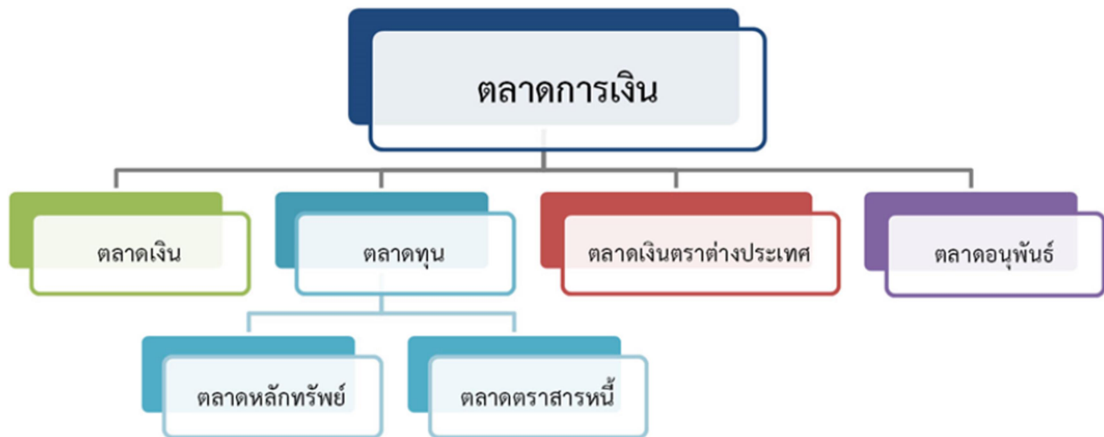 ตลาดการเงิน
ตลาดเงิน
ตลาดทุน
ตลาดเงินตราต่างประเทศ
ตลาดอนุพันธ์
ตลาดหลักทรัพย์
ตลาดตราสารหนี้